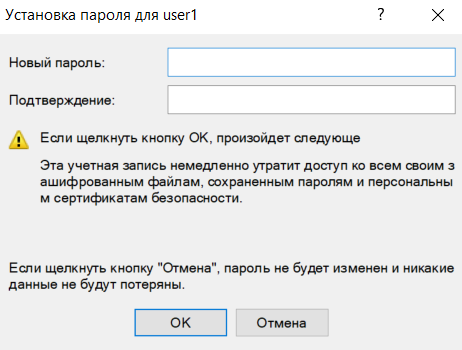 Установка пароля для user1
? ×
Новый пароль:
Подтверждение:
Если щелкнуть кнопку ОК, произойдет следующе
Эта учетная запись немедленно утратит доступ ко всем своим з
ашифрованным файлам, сохраненным паролям и персональны
м сертификатам безопасности.
Если щелкнуть кнопку "Отмена", пароль не будет изменен и никакие
данные не будут потеряны.
ОК Отмена